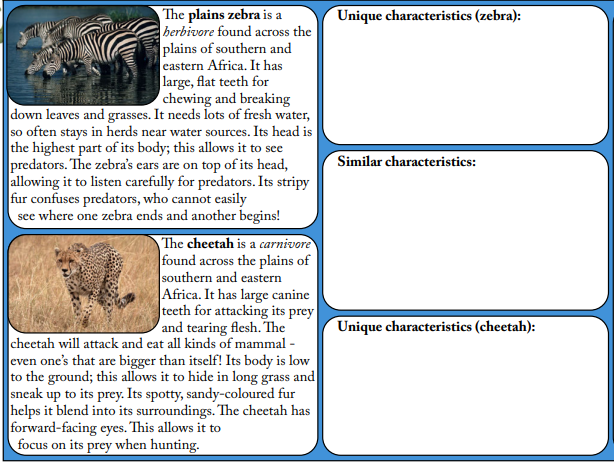 The plains zebra is a
herbivore found across the
plains of southern and
eastern Africa. It has
large, flat teeth for
chewing and breaking
down leaves and grasses. It needs lots of fresh water,
so often stays in herds near water sources. Its head is
the highest part of its body; this allows it to see
predators. The zebra's ears are on top of its head,
allowing it to listen carefully for predators. Its stripy
fur confuses predators, who cannot easily
see where one zebra ends and another begins!
The cheetah is a carnivore
found across the plains of
southern and eastern
Africa. It has large canine
teeth for attacking its prey
and tearing flesh. The
cheetah will attack and eat all kinds of mammal -
even one's that are bigger than itself! Its body is low
to the ground; this allows it to hide in long grass and
sneak up to its prey. Its spotty, sandy-coloured fur
helps it blend into its surroundings. The cheetah has
forward-facing eyes. This allows it to
focus on its prey when hunting.
Unique characteristics (zebra):
Similar characteristics:
Unique characteristics (cheetah):